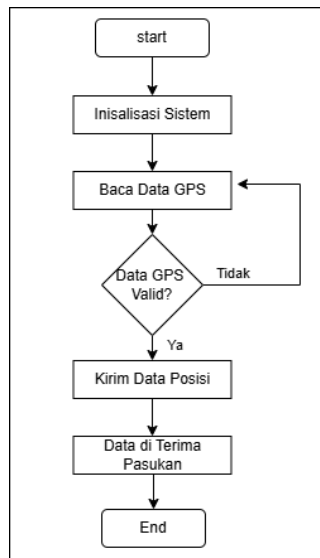 start
Inisalisasi Sistem
Baca Data GPS
Data GPS
Valid?
Tidak
Ya
Kirim Data Posisi
Data di Terima
Pasukan
End